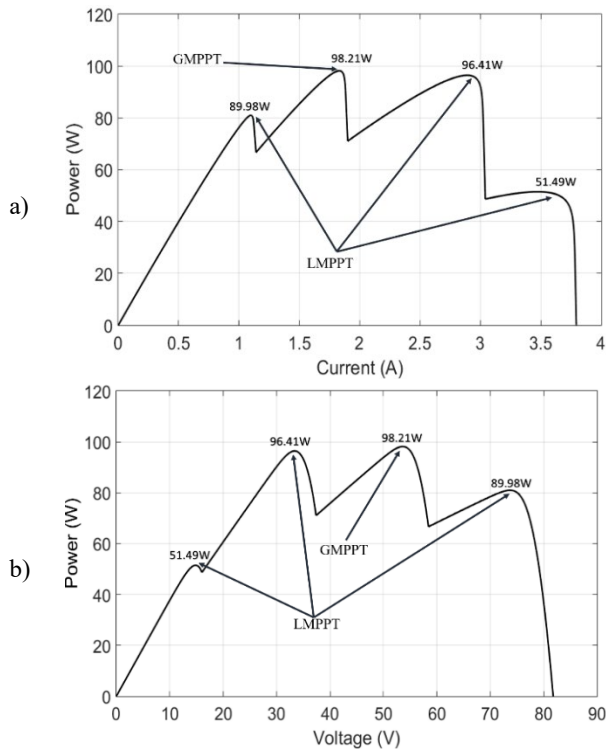 a)
120
100
80
60
40
20
0
Power (W)
GMPPT
98.21W
96.41W
89.98W
51.49W
LMPPT
0 0.5 1 1.5 2 2.5 3 3.5 4
Current (A)
b)
120
100
80
60
40
20
0
Power (W)
96.41W
98.21W
89.98W
51.49W
GMPPT
LMPPT
0 10 20 30 40 50 60 70 80 90
Voltage (V)